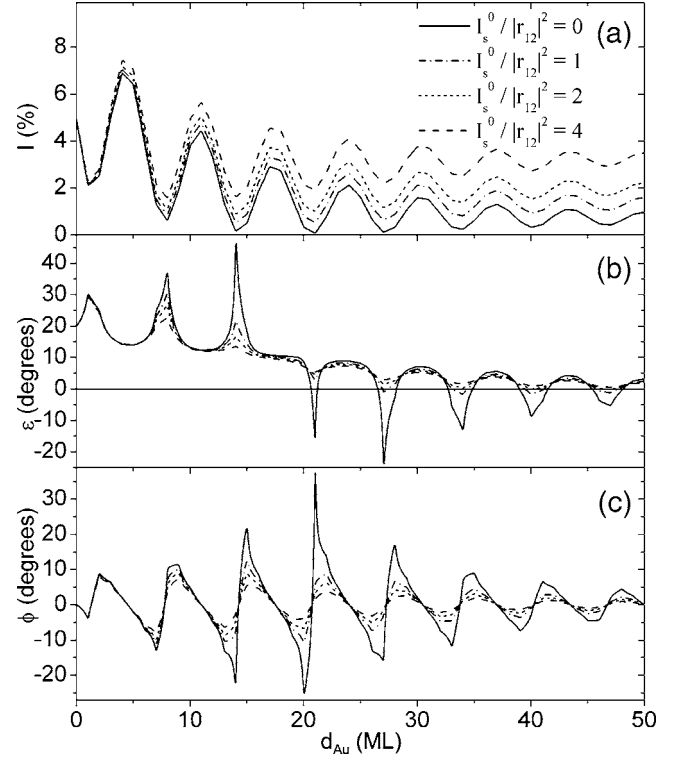 (a)
I_s^0 / |r_12|^2 = 0
I_s^0 / |r_12|^2 = 1
I_s^0 / |r_12|^2 = 2
I_s^0 / |r_12|^2 = 4
I (%)
8
6
4
2
0
(b)
ε (degrees)
40
30
20
10
0
-10
-20
(c)
ϕ (degrees)
30
20
10
0
-10
-20
0 10 20 30 40 50
d_Au (ML)